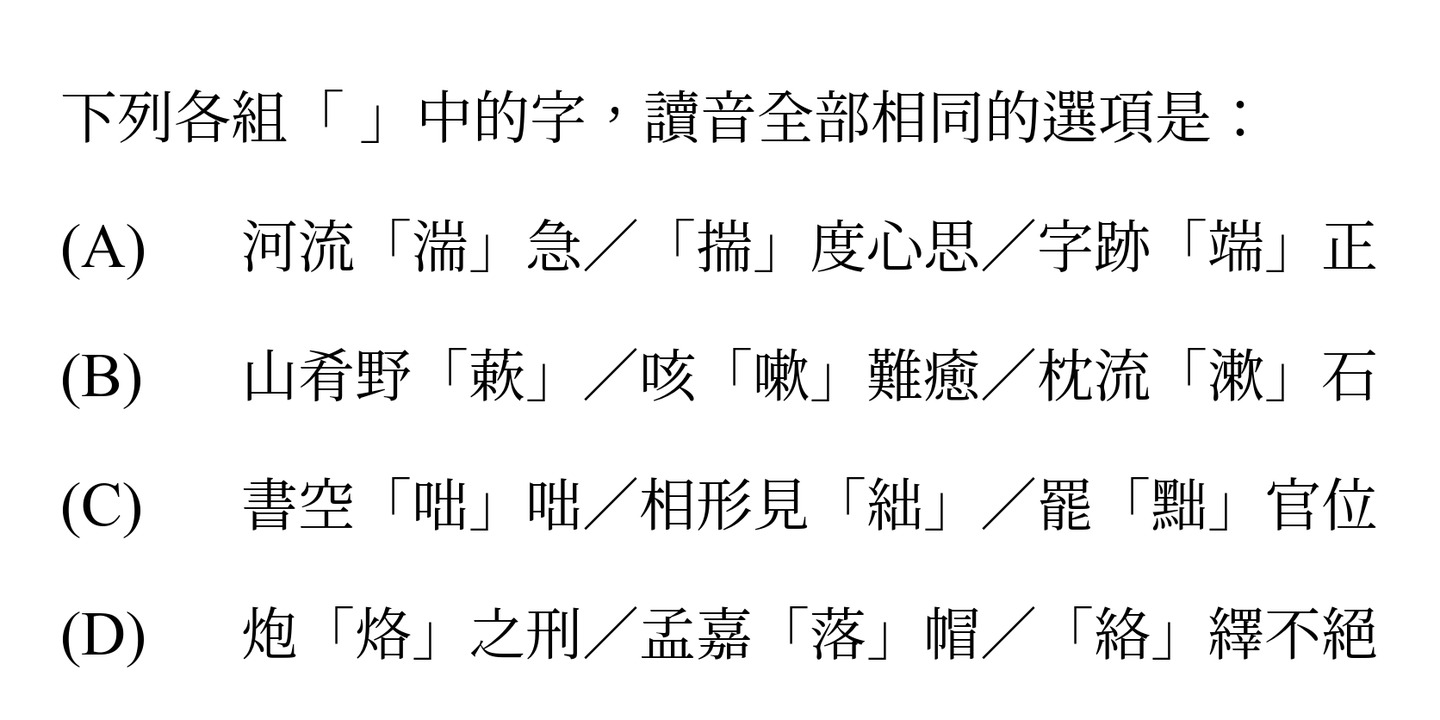 下列各組「 」中的字，讀音全部相同的選項是：
(A) 河流「湍」急／「揣」度心思／字跡「端」正
(B) 山肴野「蔌」／咳「嗽」難癒／枕流「漱」石
(C) 書空「咄」咄／相形見「絀」／罷「黜」官位
(D) 炮「烙」之刑／孟嘉「落」帽／「絡」繹不絕